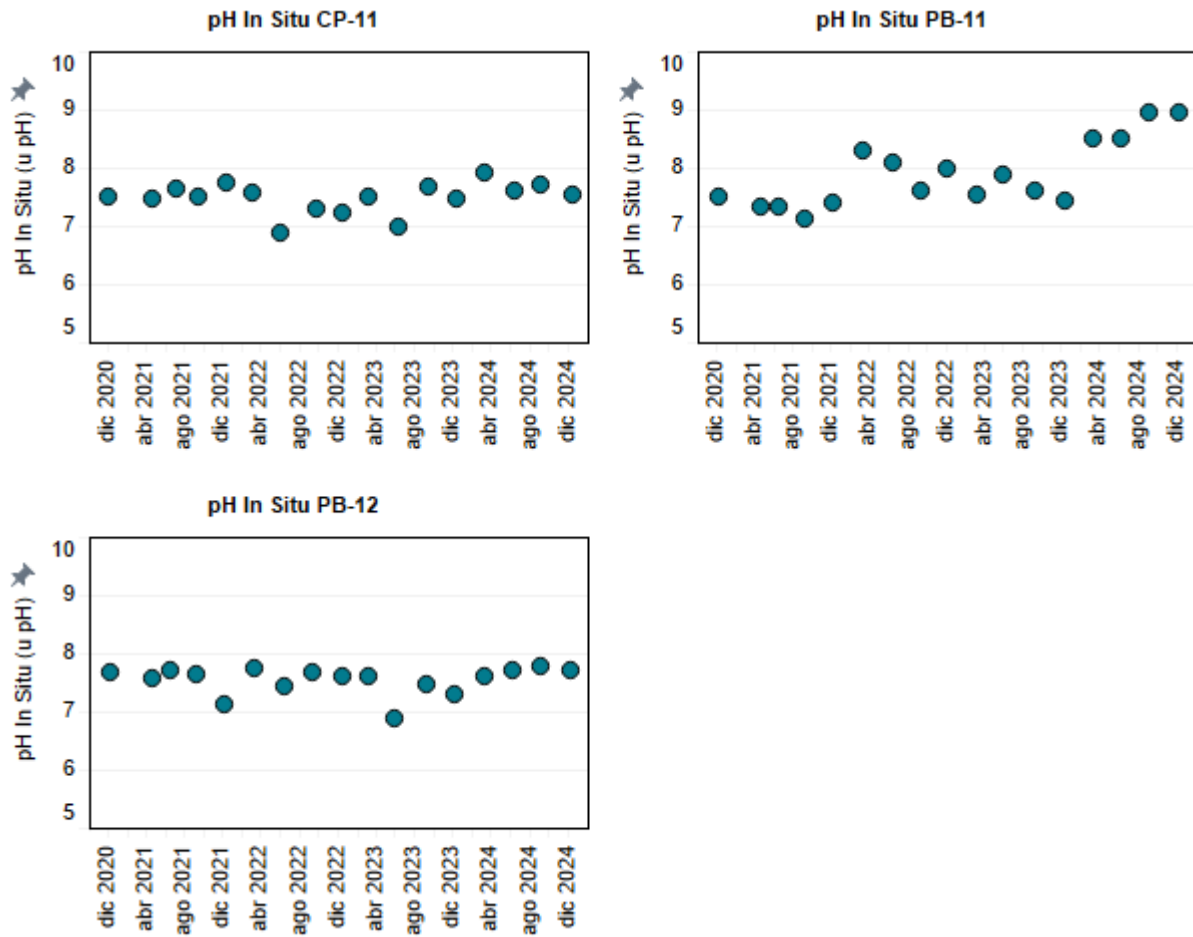 pH In Situ CP-11
pH In Situ (u pH)
10
9
8
7
6
5
dic 2020
abr 2021
ago 2021
dic 2021
abr 2022
ago 2022
dic 2022
abr 2023
ago 2023
dic 2023
abr 2024
ago 2024
dic 2024
pH In Situ PB-11
pH In Situ (u pH)
10
9
8
7
6
5
dic 2020
abr 2021
ago 2021
dic 2021
abr 2022
ago 2022
dic 2022
abr 2023
ago 2023
dic 2023
abr 2024
ago 2024
dic 2024
pH In Situ PB-12
pH In Situ (u pH)
10
9
8
7
6
5
dic 2020
abr 2021
ago 2021
dic 2021
abr 2022
ago 2022
dic 2022
abr 2023
ago 2023
dic 2023
abr 2024
ago 2024
dic 2024